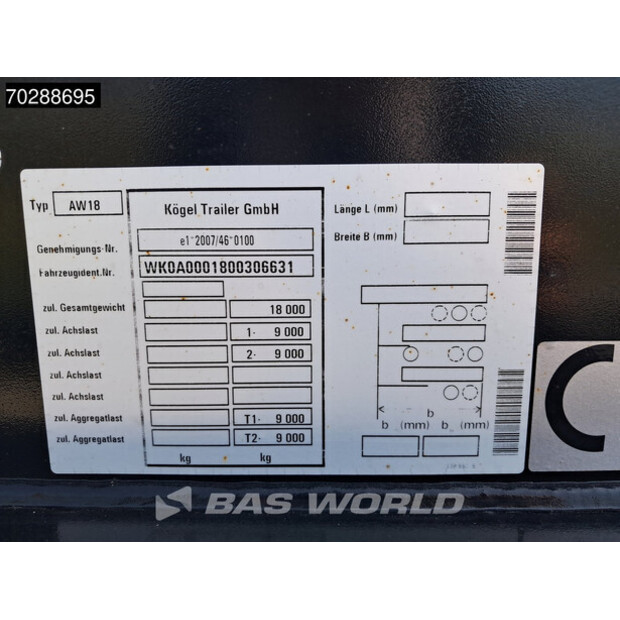 70288695
Typ AW18
Kögel Trailer GmbH
Länge L (mm)
Breite B (mm)
Genehmigungs-Nr. e1*2007/46*0100
Fahrzeugident.Nr. WK0A0001800306631
zul. Gesamtgewicht 18 000
zul. Achslast 1- 9 000
zul. Achslast 2- 9 000
zul. Achslast
zul. Achslast
zul. Aggregatlast T1- 9 000
zul. Aggregatlast T2- 9 000
kg kg
b
b (mm) b (mm)
C
BAS WORLD